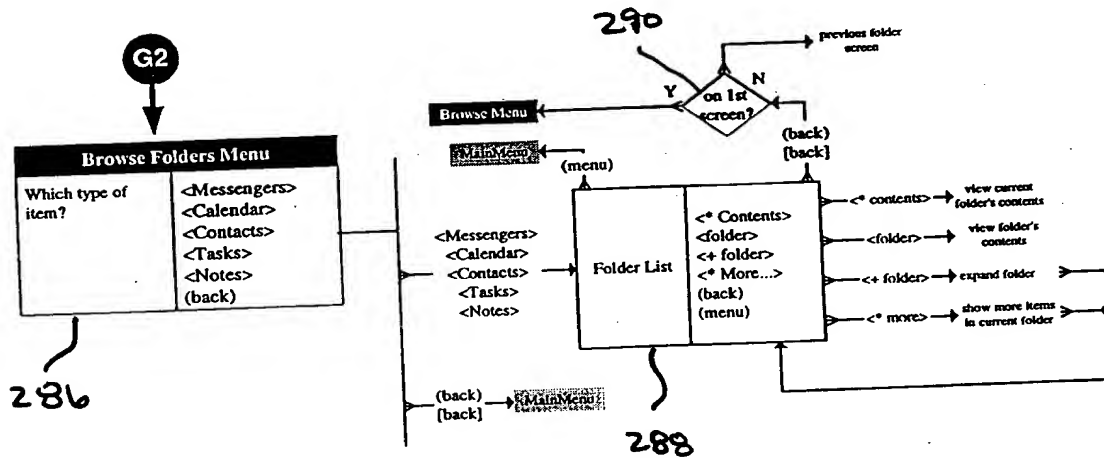 290
previous folder
screen
G2
Y
N
on 1st
screen?
Browse Menu
(back)
[back]
Browse Folders Menu
MainMenu
(menu)
Which type of
item?
<Messengers>
<Calendar>
<Contacts>
<Tasks>
<Notes>
(back)
<Messengers>
<Calendar>
<Contacts>
<Tasks>
<Notes>
Folder List
<* Contents>
<folder>
<+ folder>
<* More...>
(back)
(menu)
<* contents>
view current
folder's contents
<folder>
view folder's
contents
<+ folder>
expand folder
<* more>
show more items
in current folder
286
(back)
[back]
MainMenu
288